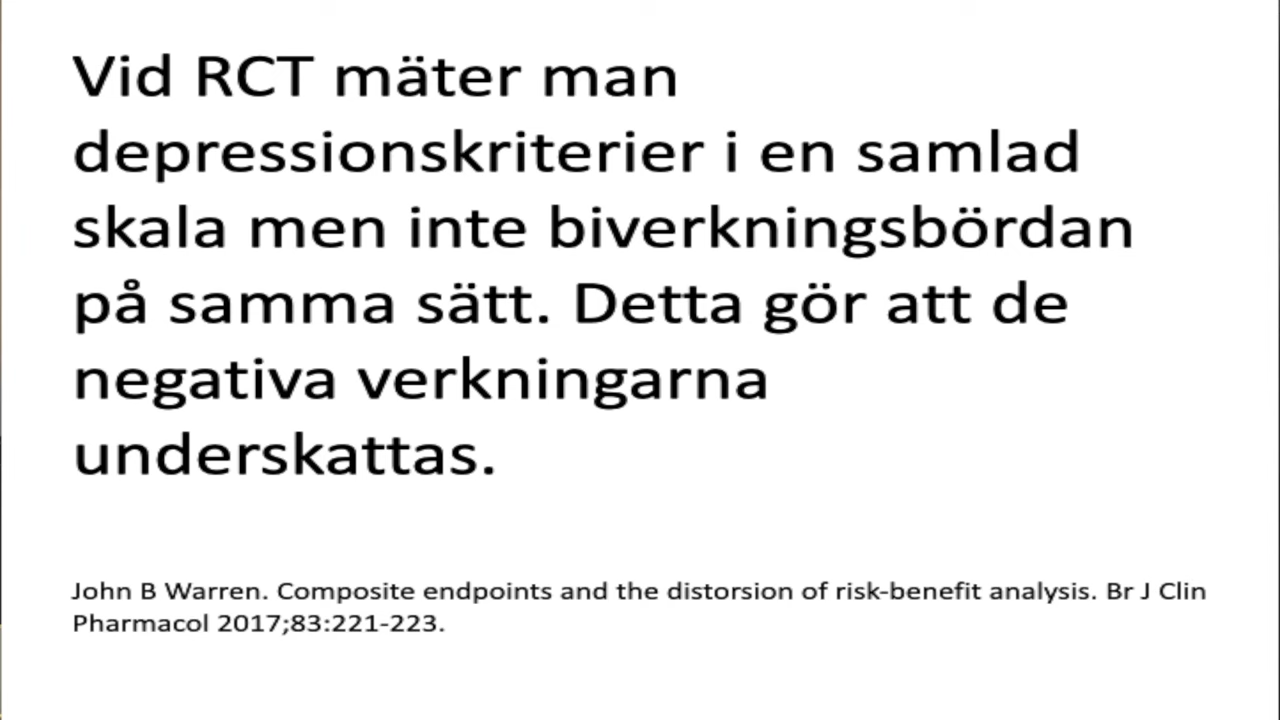 Vid RCT mäter man
depressionskriterier i en samlad
skala men inte biverkningsbördan
på samma sätt. Detta gör att de
negativa verkningarna
underskattas.
John B Warren. Composite endpoints and the distorsion of risk-benefit analysis. Br J Clin
Pharmacol 2017;83:221-223.